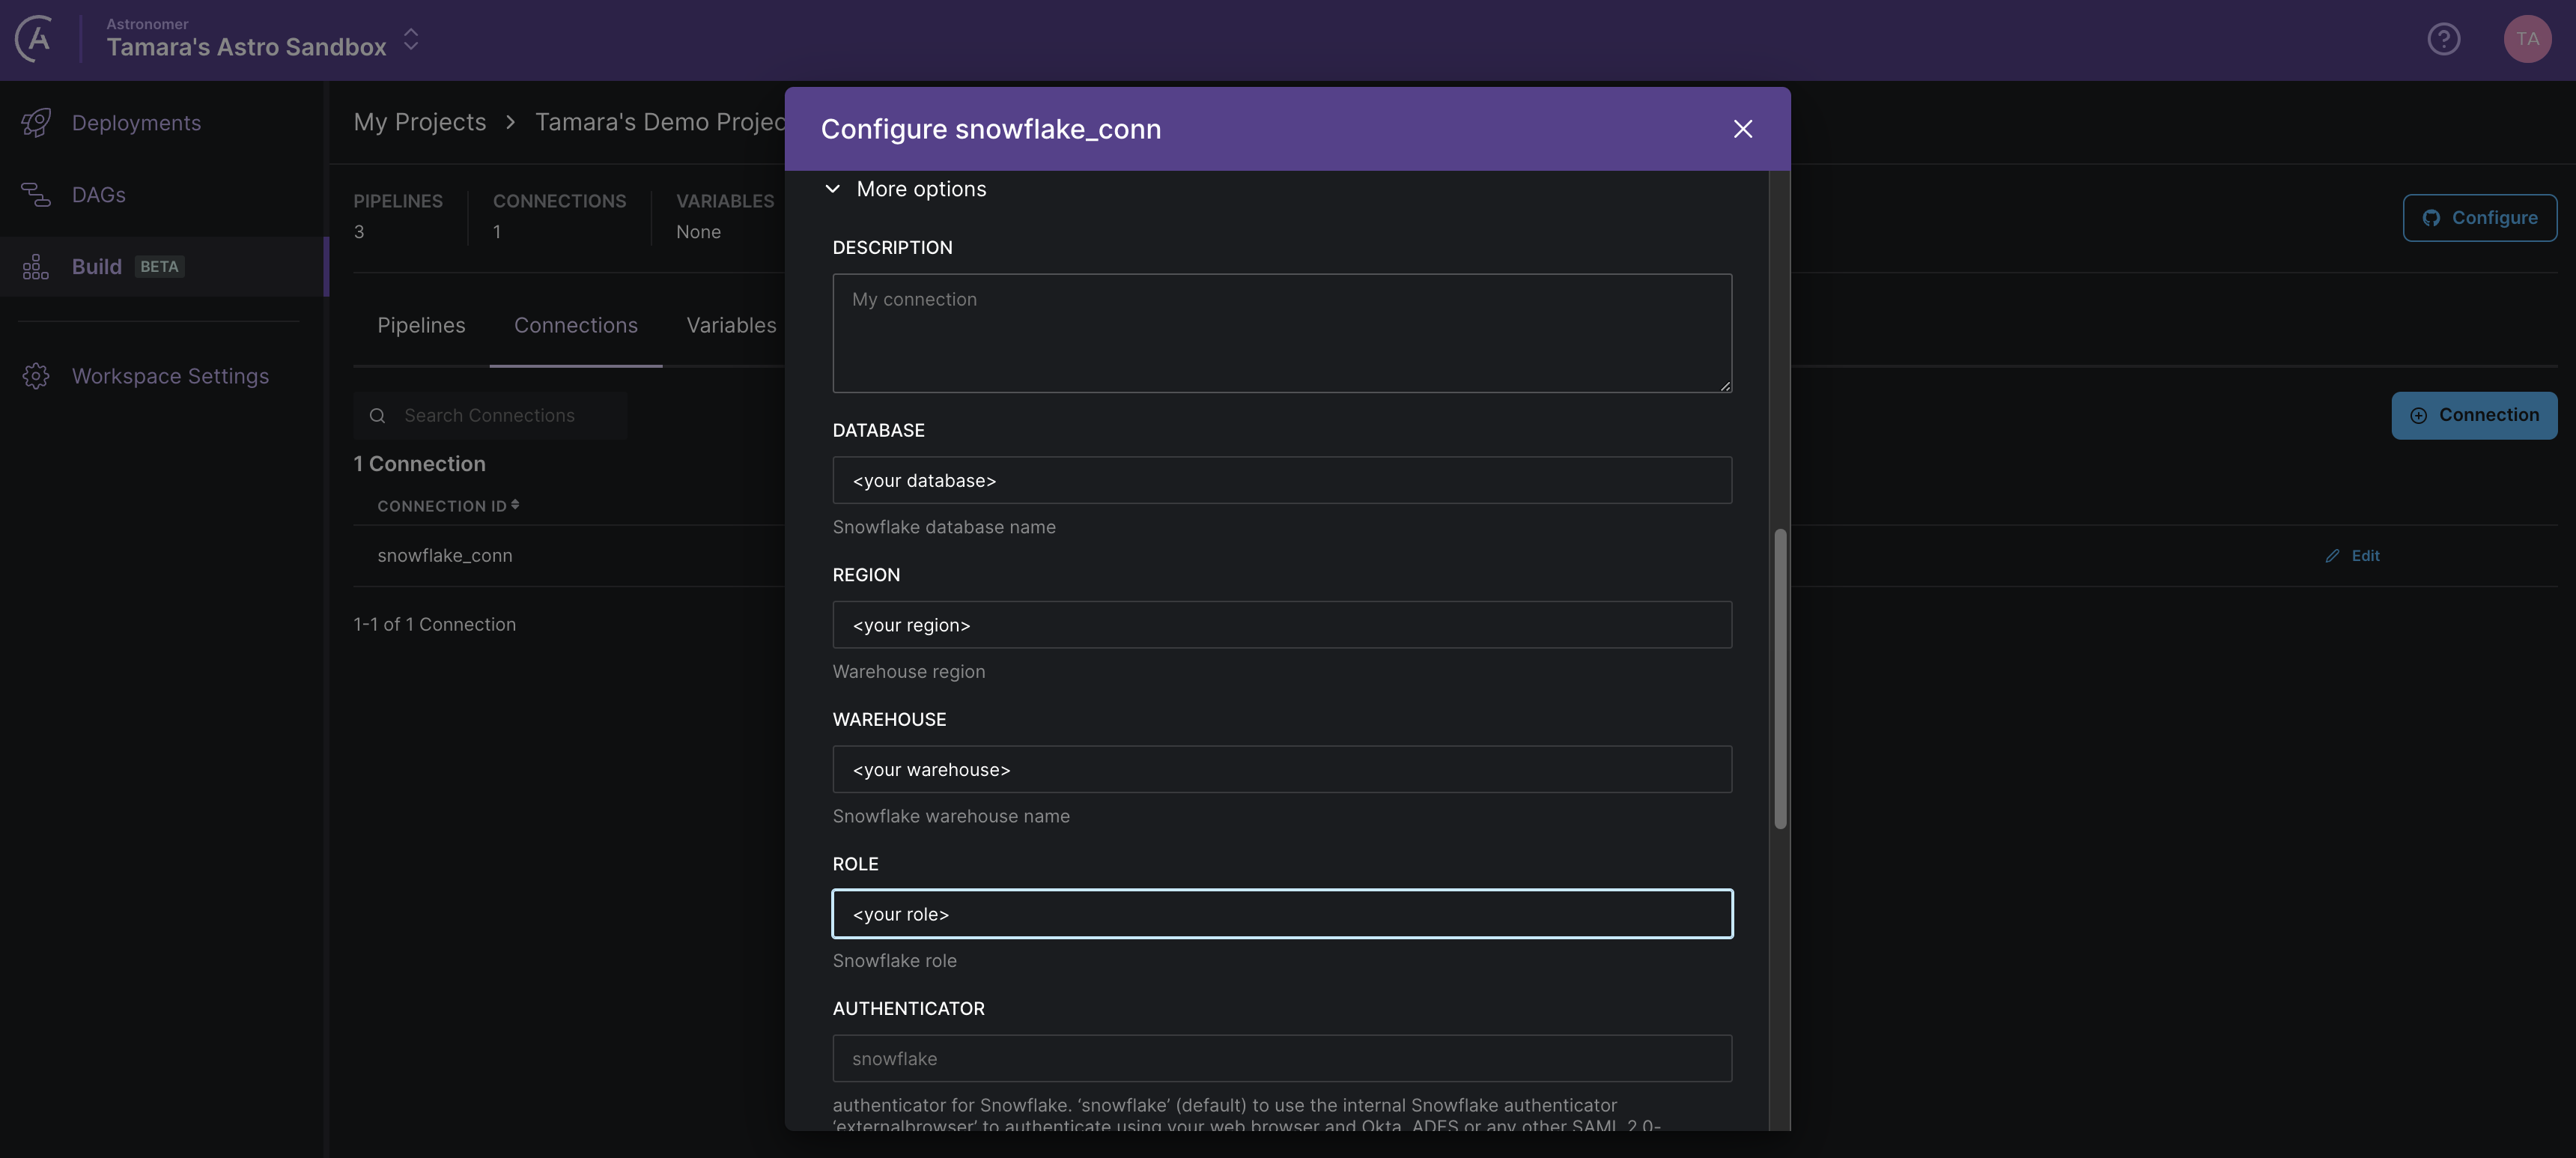 Astronomer
Tamara's Astro Sandbox
TA
Deployments
DAGs
Build BETA
Workspace Settings
My Projects > Tamara's Demo Projec
PIPELINES
3
CONNECTIONS
1
VARIABLES
None
Configure
Pipelines
Connections
Variables
Search Connections
Connection
1 Connection
CONNECTION ID
snowflake_conn
Edit
1-1 of 1 Connection
Configure snowflake_conn
More options
DESCRIPTION
My connection
DATABASE
<your database>
Snowflake database name
REGION
<your region>
Warehouse region
WAREHOUSE
<your warehouse>
Snowflake warehouse name
ROLE
<your role>
Snowflake role
AUTHENTICATOR
snowflake
authenticator for Snowflake. ‘snowflake’ (default) to use the internal Snowflake authenticator
‘externalbrowser’ to authenticate using your web browser and Okta, ADFS or any other SAML 2.0-